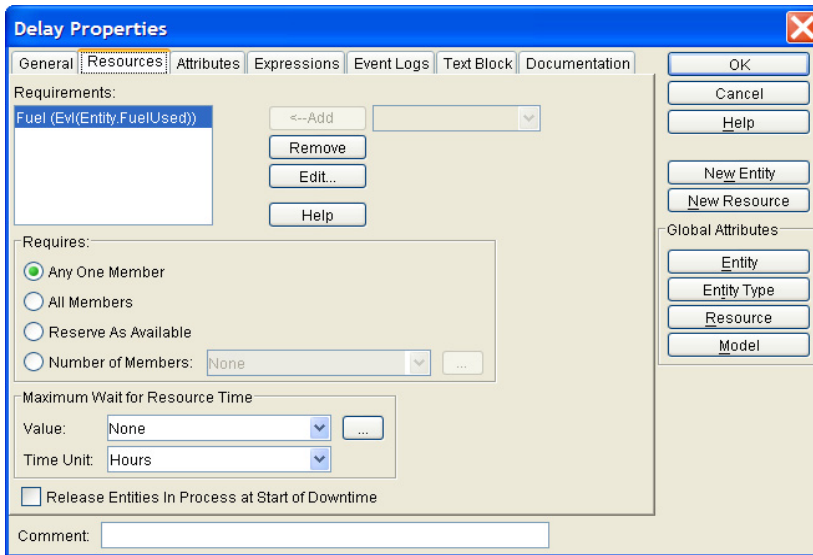 Delay Properties
General Resources Attributes Expressions Event Logs Text Block Documentation
Requirements:
Fuel (Evl(Entity.FuelUsed))
<--Add
Remove
Edit...
Help
Requires:
Any One Member
All Members
Reserve As Available
Number of Members: None ...
Maximum Wait for Resource Time
Value: None ...
Time Unit: Hours
Release Entities In Process at Start of Downtime
Comment:
OK
Cancel
Help
New Entity
New Resource
Global Attributes
Entity
Entity Type
Resource
Model